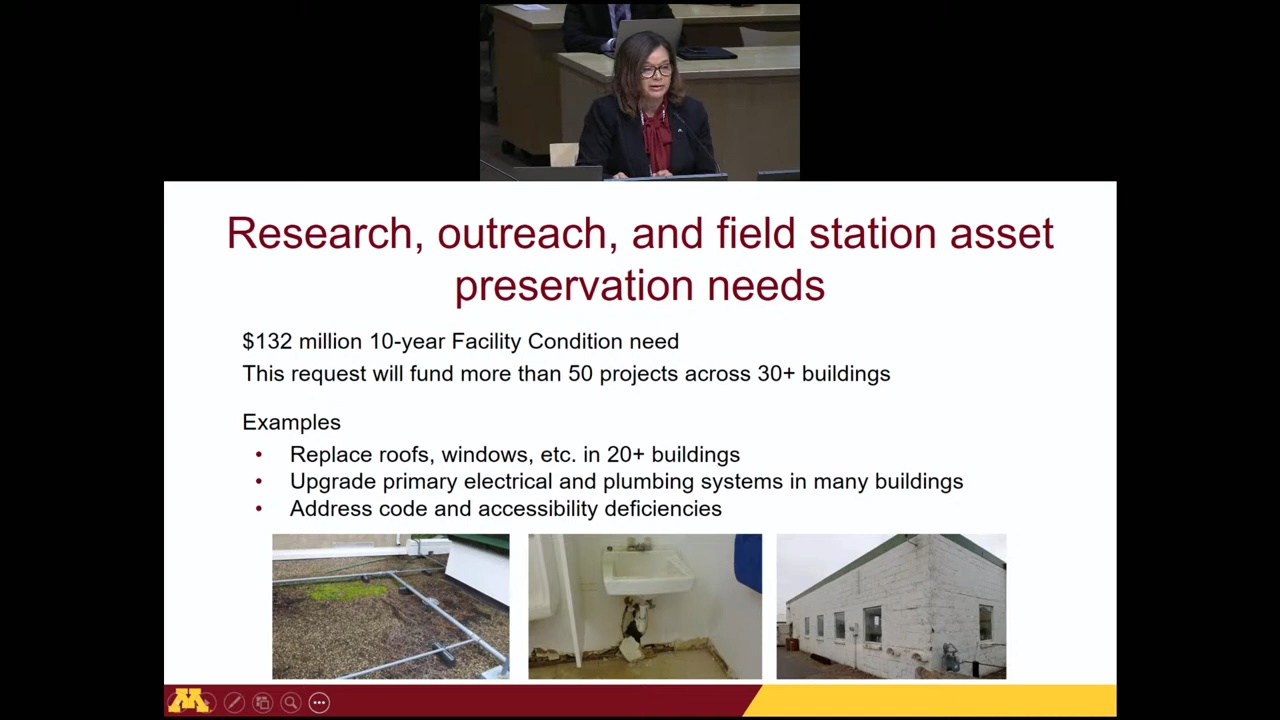 Research, outreach, and field station asset
preservation needs
$132 million 10-year Facility Condition need
This request will fund more than 50 projects across 30+ buildings
Examples
• Replace roofs, windows, etc. in 20+ buildings
• Upgrade primary electrical and plumbing systems in many buildings
• Address code and accessibility deficiencies
M